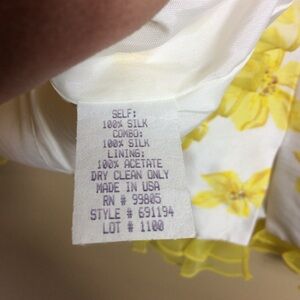 SELF:
100% SILK
COMBO:
100% SILK
LINING:
100% ACETATE
DRY CLEAN ONLY
MADE IN USA
RN # 99805
STYLE # 691194
LOT # 1100